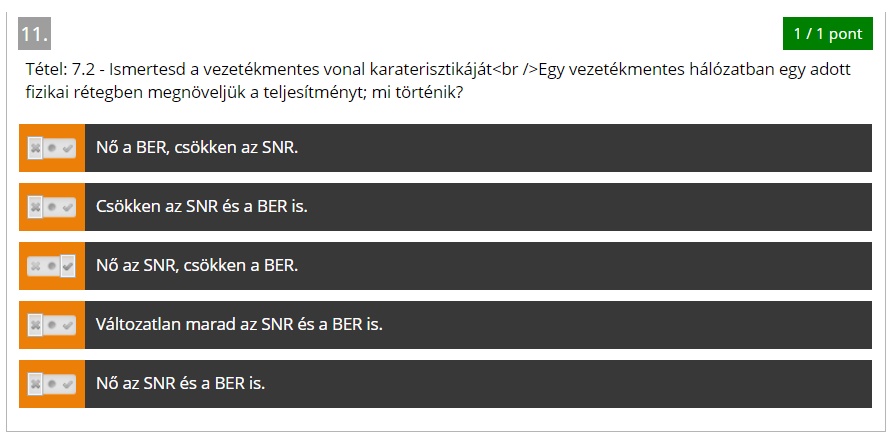 11.
1 / 1 pont
Tétel: 7.2 - Ismertesd a vezetékmentes vonal karaterisztikáját<br />Egy vezetékmentes hálózatban egy adott
fizikai rétegben megnöveljük a teljesítményt; mi történik?
Nő a BER, csökken az SNR.
Csökken az SNR és a BER is.
Nő az SNR, csökken a BER.
Változatlan marad az SNR és a BER is.
Nő az SNR és a BER is.